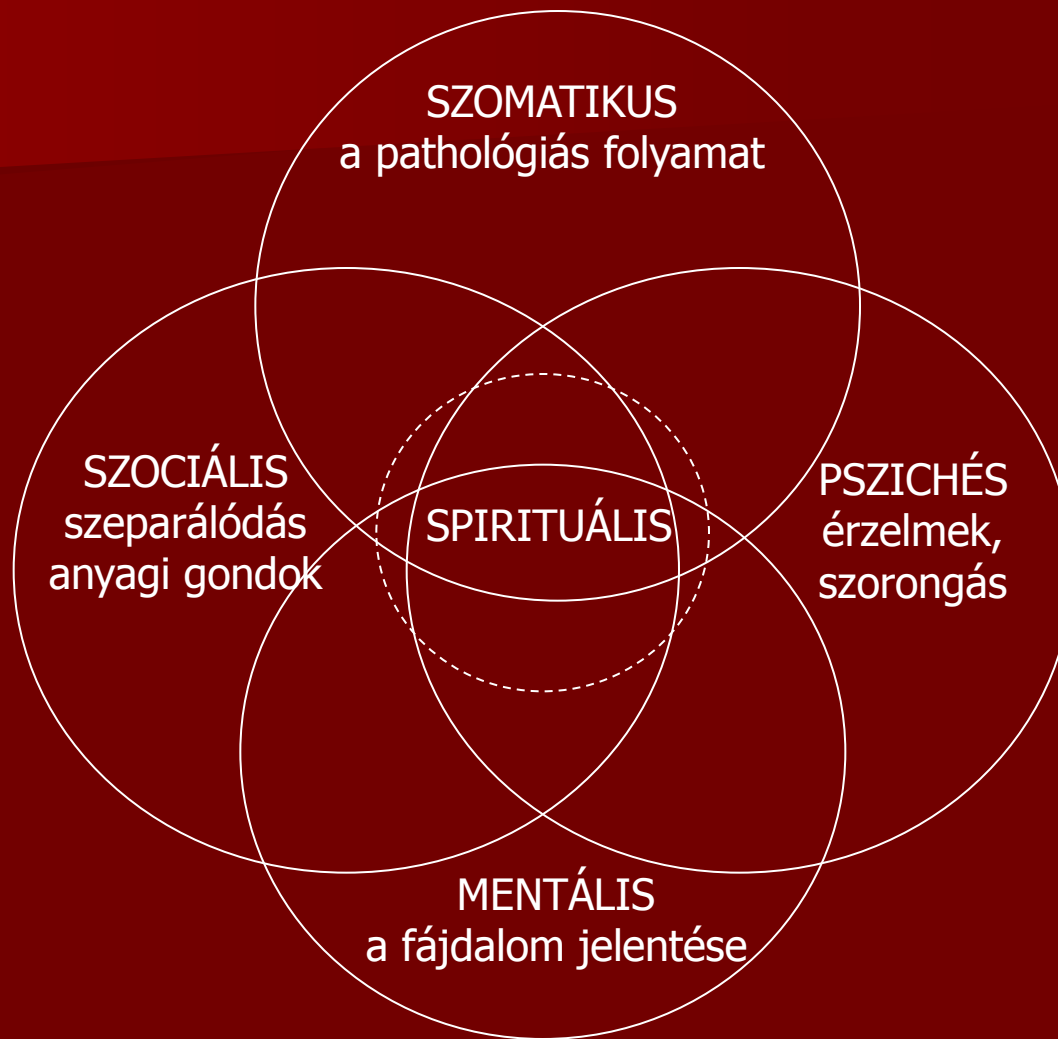 SZOMATIKUS
a pathológiás folyamat
SZOCIÁLIS
szeparálódás
anyagi gondok
SPIRITUÁLIS
PSZICHÉS
érzelmek,
szorongás
MENTÁLIS
a fájdalom jelentése